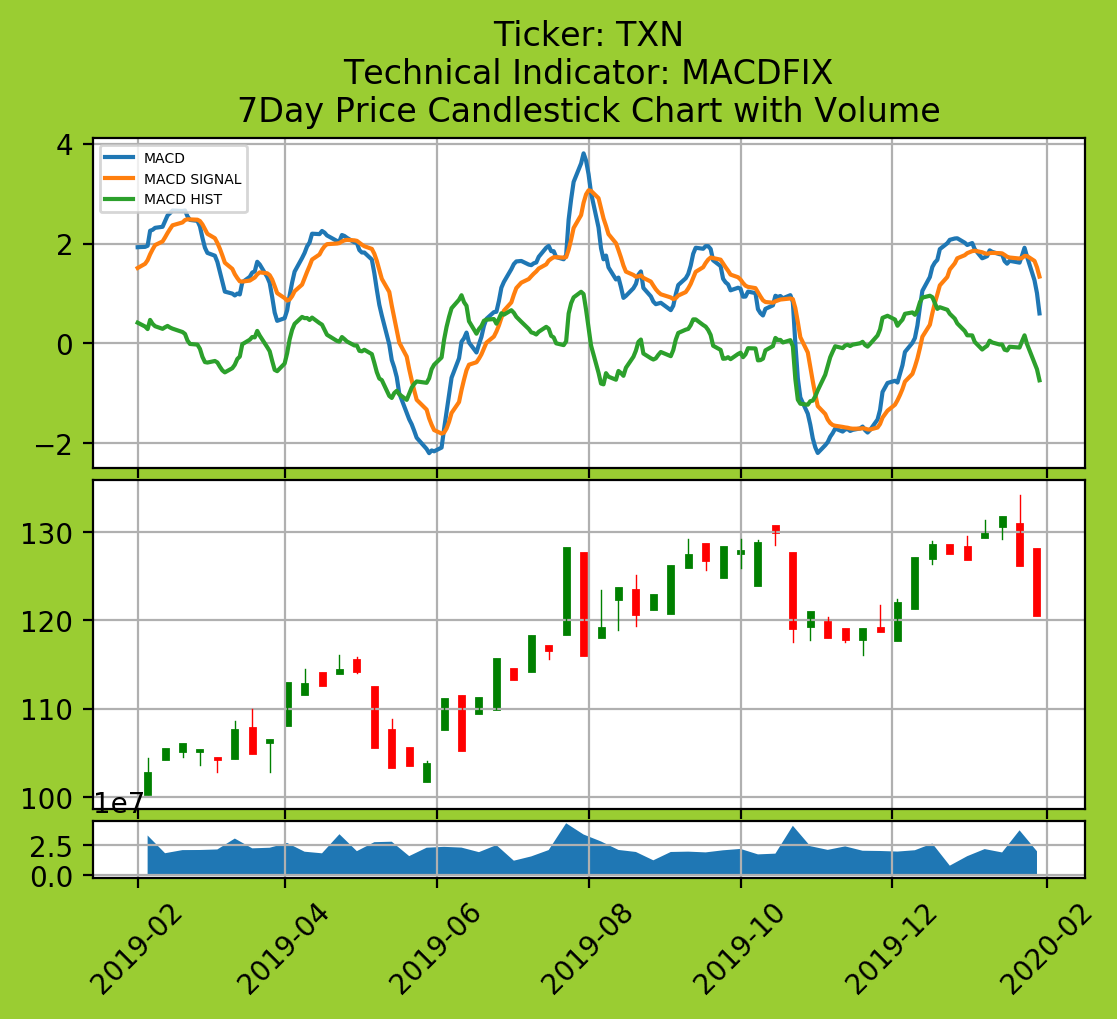 Ticker: TXN
Technical Indicator: MACDFIX
7Day Price Candlestick Chart with Volume
MACD
MACD SIGNAL
MACD HIST
4
2
0
−2
130
120
110
100
1e7
2.5
0.0
2019-02
2019-04
2019-06
2019-08
2019-10
2019-12
2020-02